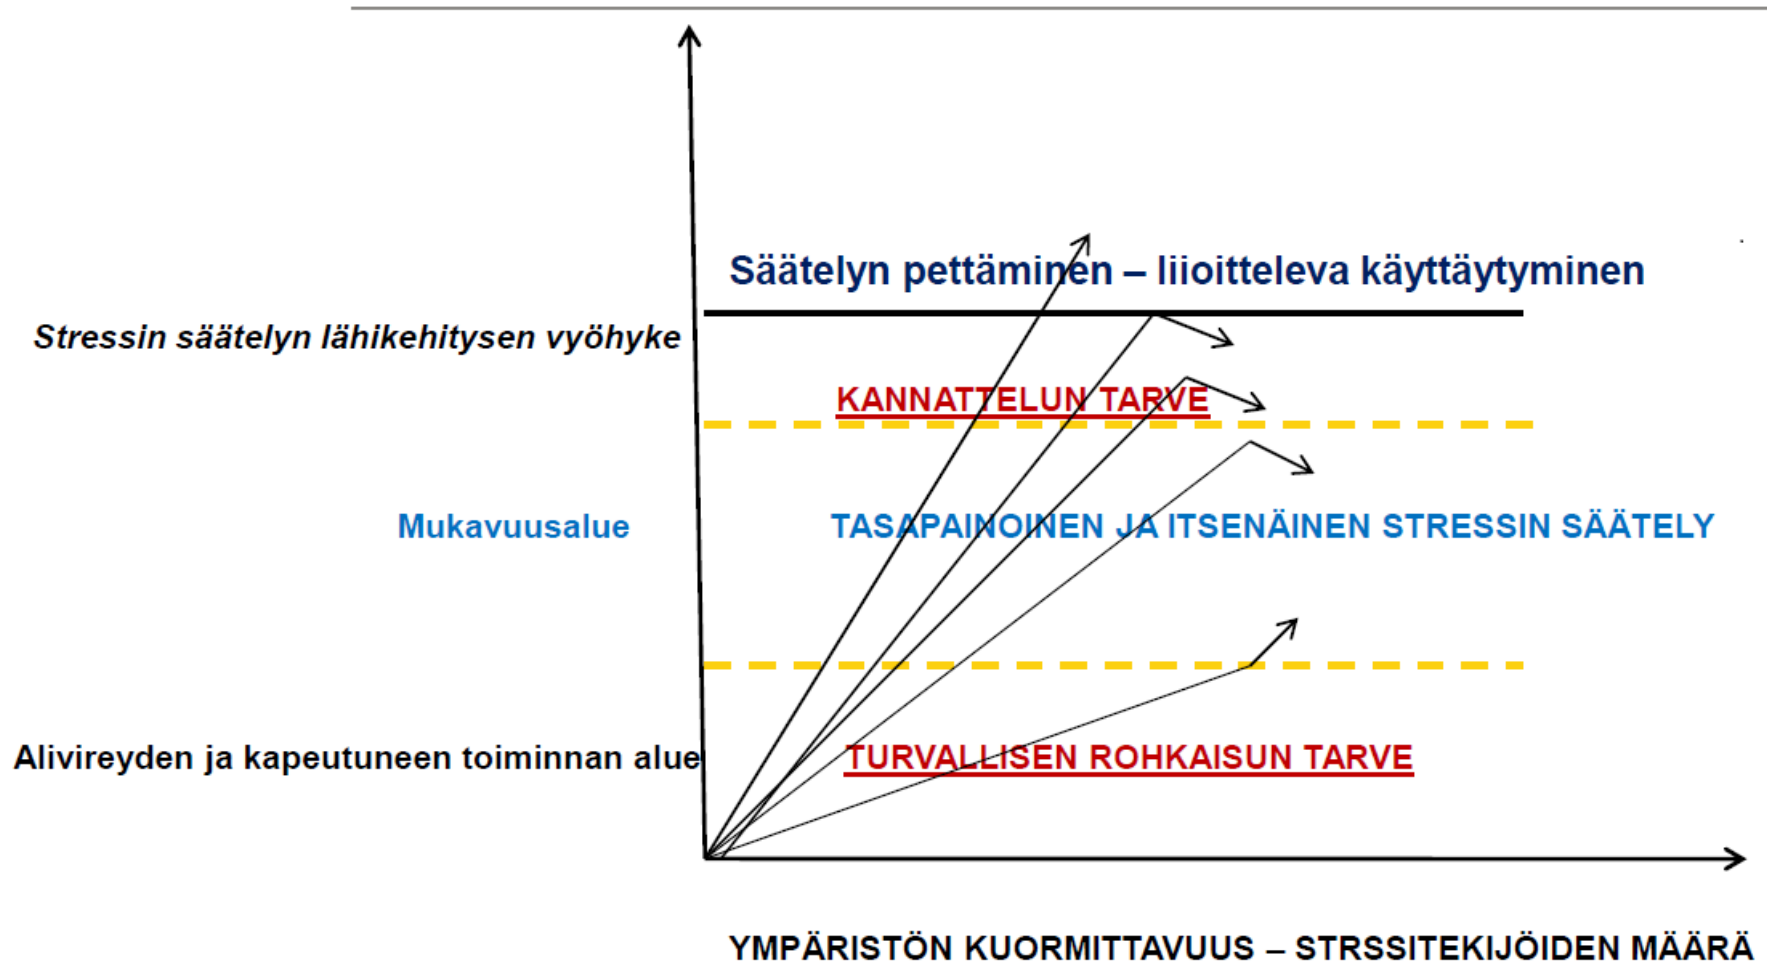 Säätelyn pettäminen – liioitteleva käyttäytyminen
Stressin säätelyn lähikehitysen vyöhyke
KANNATTELUN TARVE
Mukavuusalue
TASAPAINOINEN JA ITSENÄINEN STRESSIN SÄÄTELY
Alivireyden ja kapeutuneen toiminnan alue
TURVALLISEN ROHKAISUN TARVE
YMPÄRISTÖN KUORMITTAVUUS – STRSSITEKIJÖIDEN MÄÄRÄ